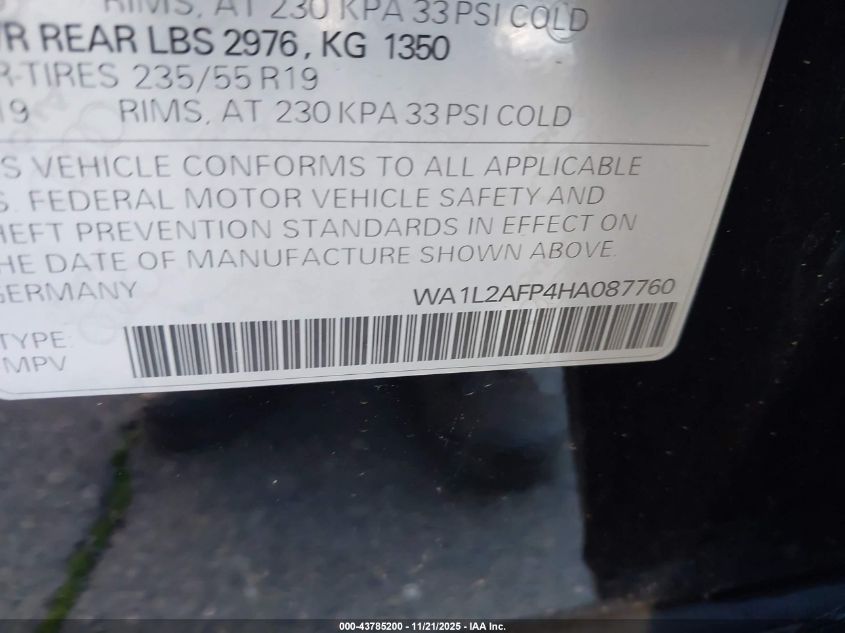 RIMS, AT 230 KPA 33 PSI COLD
R REAR LBS 2976, KG 1350
R-TIRES 235/55 R19
19 RIMS, AT 230 KPA 33 PSI COLD
S VEHICLE CONFORMS TO ALL APPLICABLE
S. FEDERAL MOTOR VEHICLE SAFETY AND
HEFT PREVENTION STANDARDS IN EFFECT ON
HE DATE OF MANUFACTURE SHOWN ABOVE.
GERMANY WA1L2AFP4HA087760
TYPE:
MPV
000-43785200 - 11/21/2025 - IAA Inc.